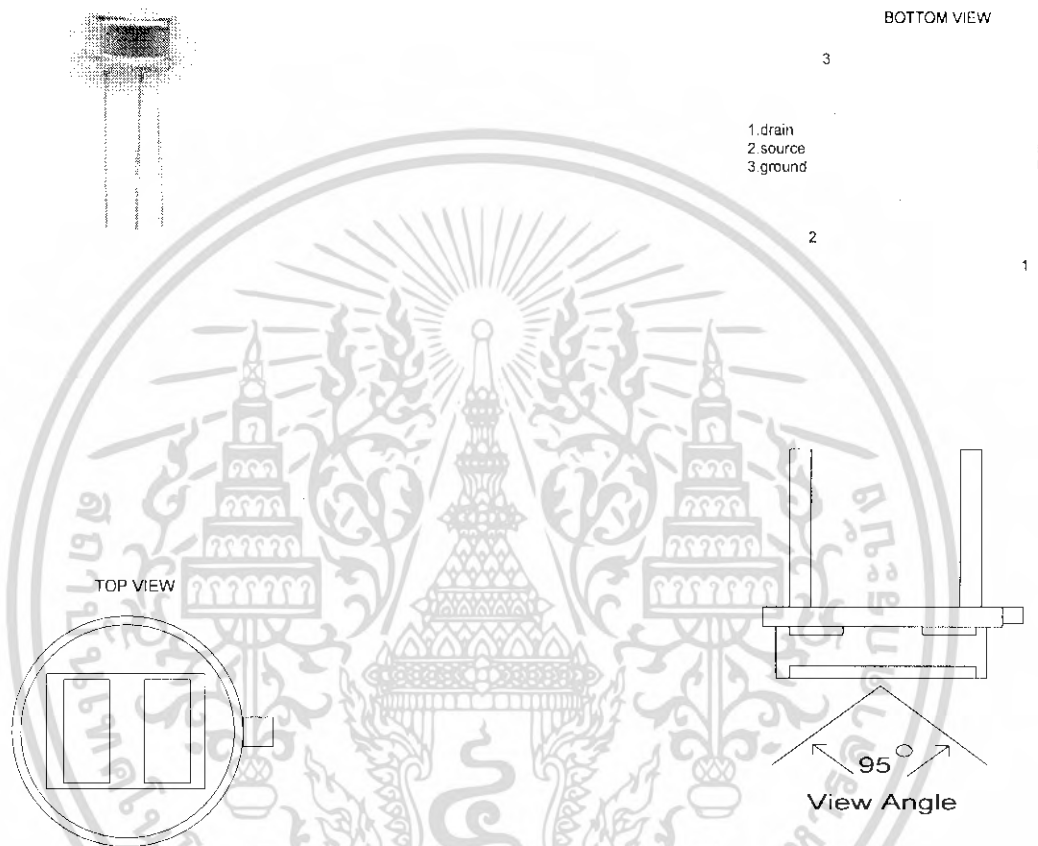 BOTTOM VIEW
3
1.drain
2.source
3.ground
2
1
TOP VIEW
95°
View Angle